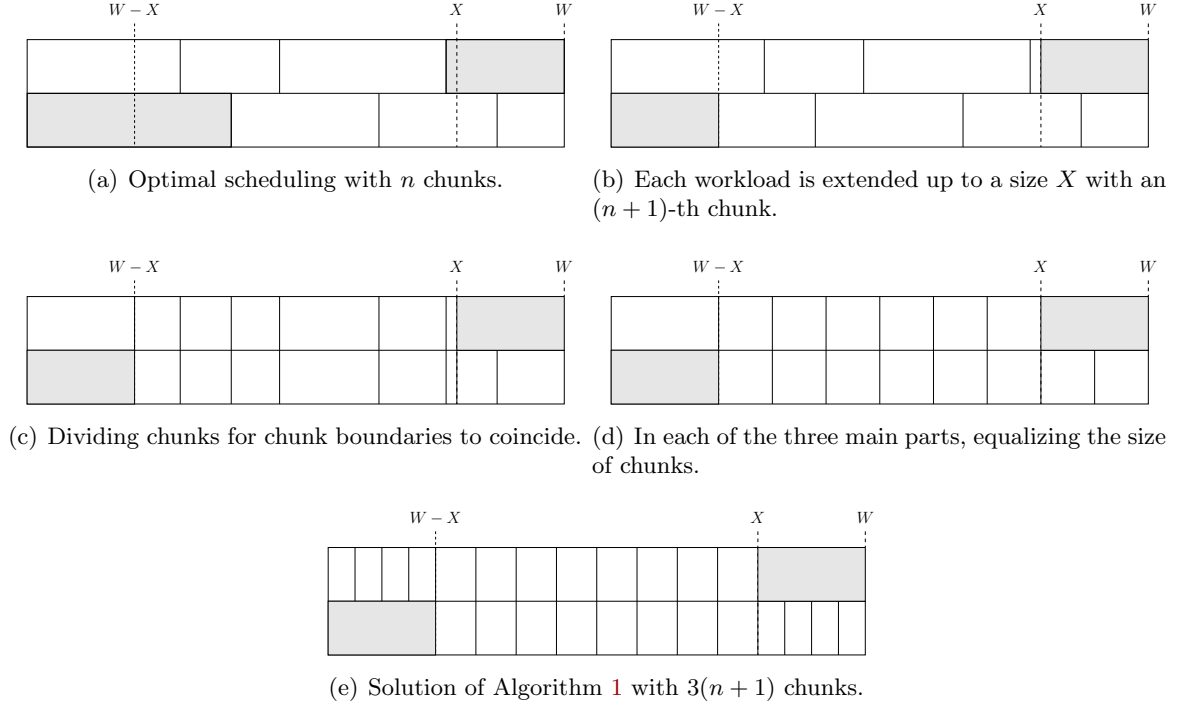 W − X X W W − X X W
(a) Optimal scheduling with n chunks.
(b) Each workload is extended up to a size X with an
(n + 1)-th chunk.
W − X X W W − X X W
(c) Dividing chunks for chunk boundaries to coincide.
(d) In each of the three main parts, equalizing the size
of chunks.
W − X X W
(e) Solution of Algorithm 1 with 3(n + 1) chunks.